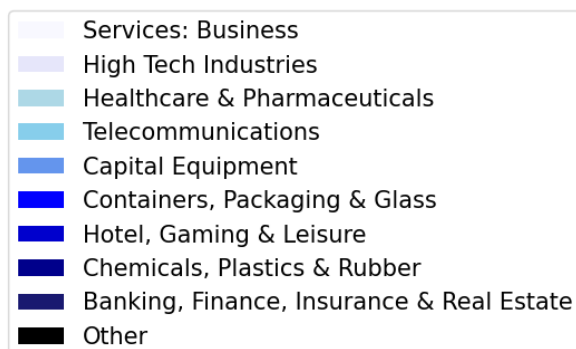 Services: Business
High Tech Industries
Healthcare & Pharmaceuticals
Telecommunications
Capital Equipment
Containers, Packaging & Glass
Hotel, Gaming & Leisure
Chemicals, Plastics & Rubber
Banking, Finance, Insurance & Real Estate
Other